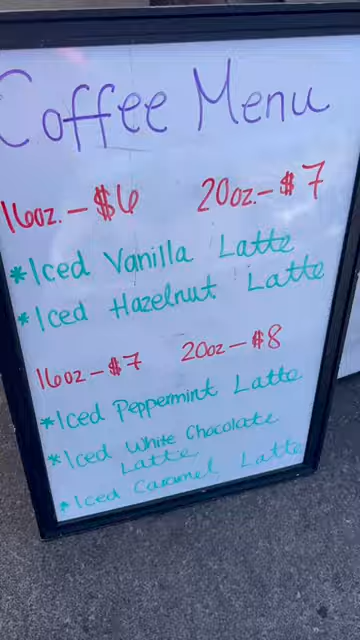 Coffee Menu
16oz. - $6 20oz. - $7
*Iced Vanilla Latte
*Iced Hazelnut Latte
16oz - $7 20oz - $8
*Iced Peppermint Latte
*Iced White Chocolate
Latte
*Iced Caramel Latte